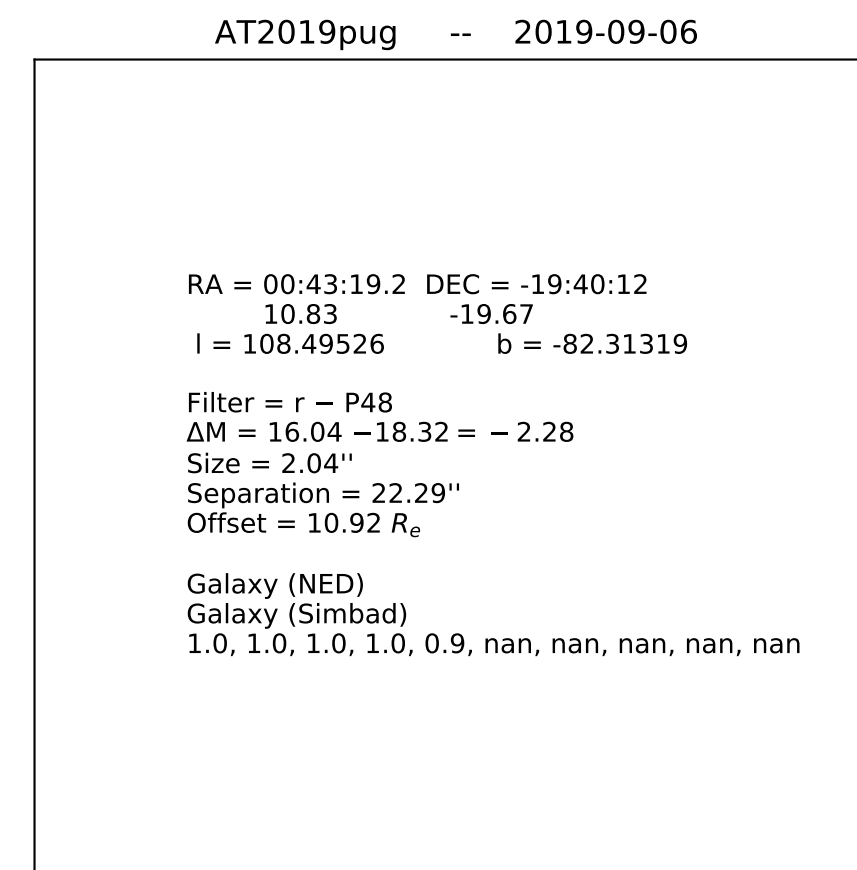 AT2019pug -- 2019-09-06
RA = 00:43:19.2 DEC = -19:40:12
10.83 -19.67
l = 108.49526 b = -82.31319
Filter = r − P48
ΔM = 16.04 −18.32 = − 2.28
Size = 2.04''
Separation = 22.29''
Offset = 10.92 Re
Galaxy (NED)
Galaxy (Simbad)
1.0, 1.0, 1.0, 1.0, 0.9, nan, nan, nan, nan, nan